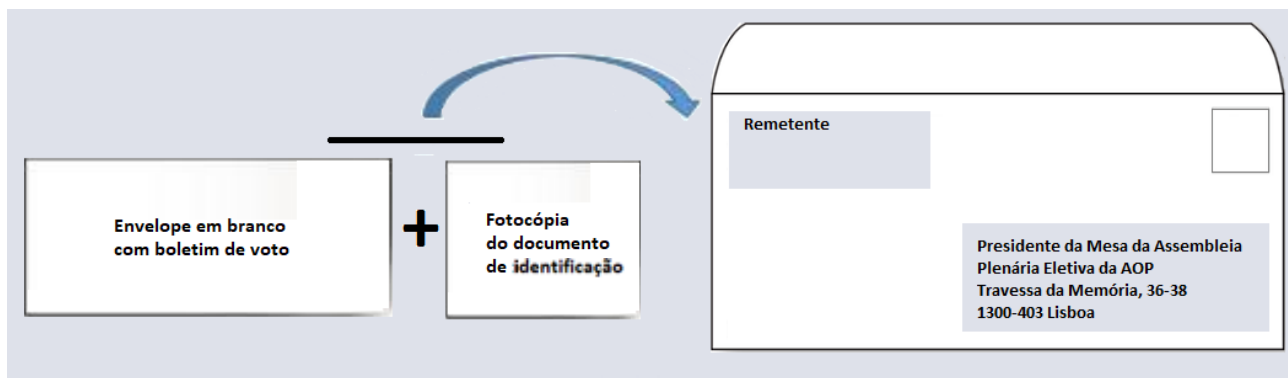 Envelope em branco
com boletim de voto
+
Fotocópia
do documento
de identificação
Remetente
Presidente da Mesa da Assembleia
Plenária Eletiva da AOP
Travessa da Memória, 36-38
1300-403 Lisboa